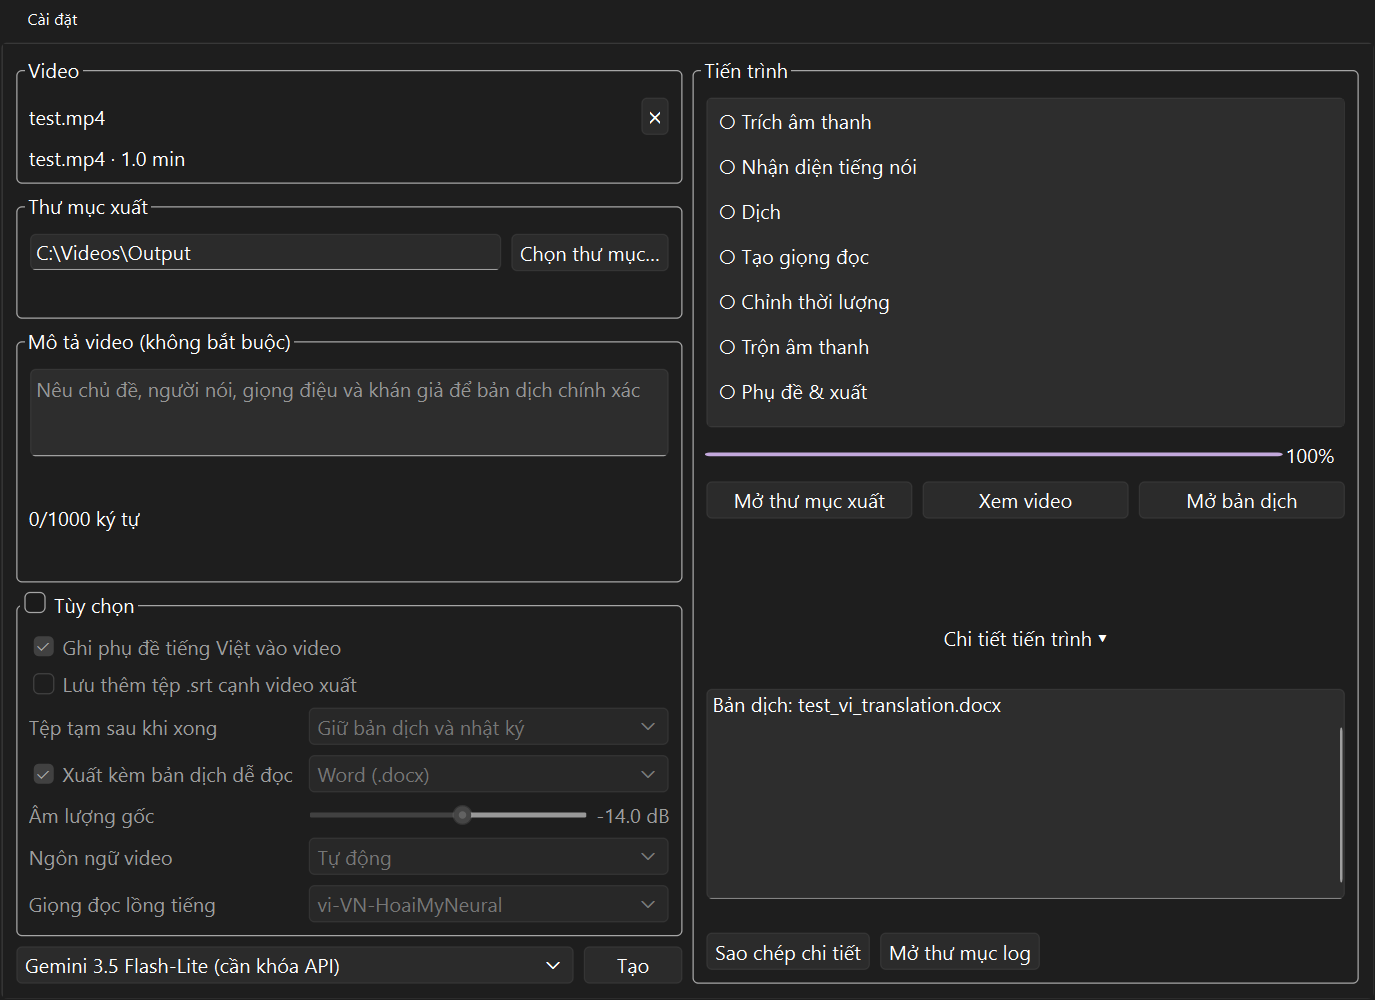 Cài đặt
Video
test.mp4
test.mp4 · 1.0 min
Thư mục xuất
C:\Videos\Output
Chọn thư mục...
Mô tả video (không bắt buộc)
Nêu chủ đề, người nói, giọng điệu và khán giả để bản dịch chính xác
0/1000 ký tự
Tùy chọn
Ghi phụ đề tiếng Việt vào video
Lưu thêm tệp .srt cạnh video xuất
Tệp tạm sau khi xong
Giữ bản dịch và nhật ký
Xuất kèm bản dịch dễ đọc
Word (.docx)
Âm lượng gốc
-14.0 dB
Ngôn ngữ video
Tự động
Giọng đọc lồng tiếng
vi-VN-HoaiMyNeural
Gemini 3.5 Flash-Lite (cần khóa API)
Tạo
Tiến trình
Trích âm thanh
Nhận diện tiếng nói
Dịch
Tạo giọng đọc
Chỉnh thời lượng
Trộn âm thanh
Phụ đề & xuất
100%
Mở thư mục xuất
Xem video
Mở bản dịch
Chi tiết tiến trình
Bản dịch: test_vi_translation.docx
Sao chép chi tiết
Mở thư mục log